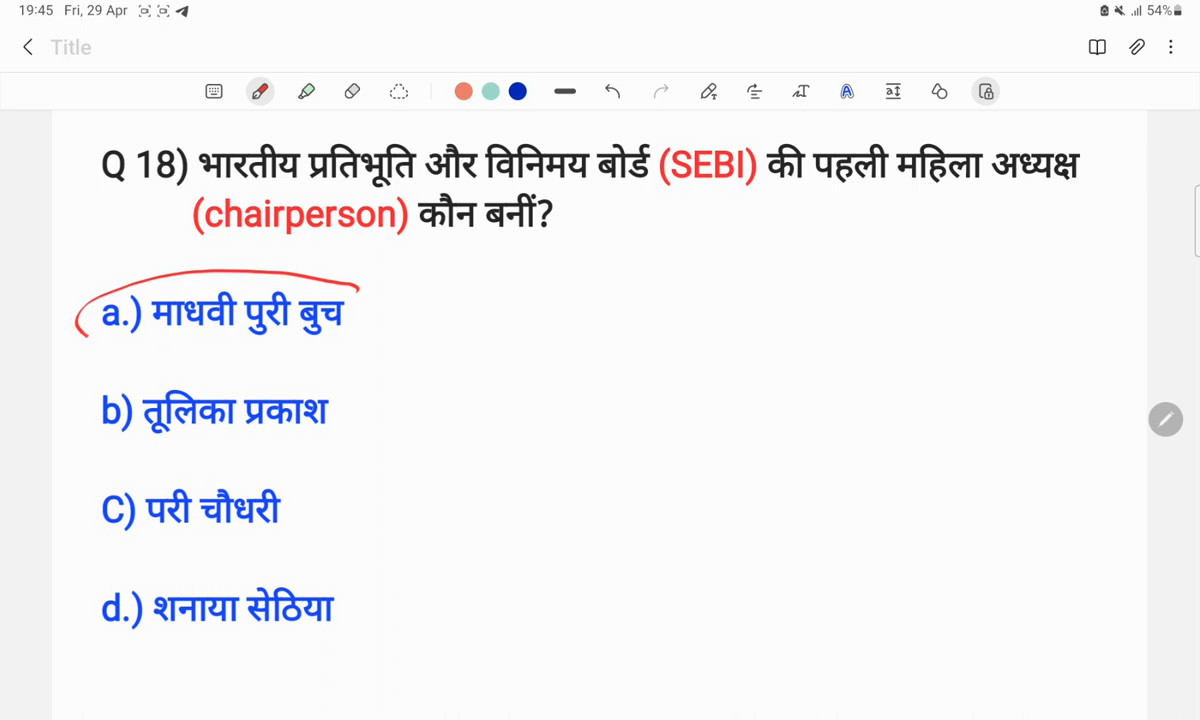 19:45 Fri, 29 Apr 54%
Title
Q 18) भारतीय प्रतिभूति और विनिमय बोर्ड (SEBI) की पहली महिला अध्यक्ष
(chairperson) कौन बनीं?
a.) माधवी पुरी बुच
b) तूलिका प्रकाश
C) परी चौधरी
d.) शनाया सेठिया